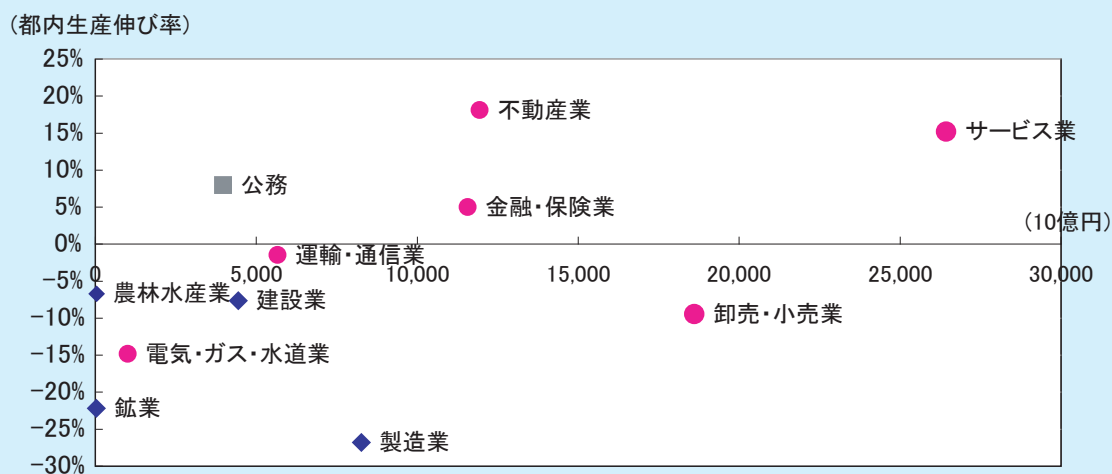 (都内生産伸び率)
25%
20%
不動産業
サービス業
15%
10%
公務
5%
金融・保険業
(10億円)
0%
運輸・通信業
0
5,000
10,000
15,000
20,000
25,000
30,000
-5%
農林水産業
建設業
-10%
卸売・小売業
-15%
電気・ガス・水道業
-20%
鉱業
-25%
製造業
-30%